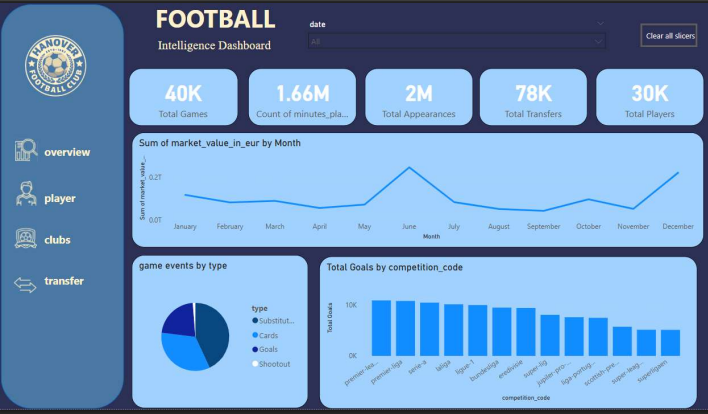 FOOTBALL
Intelligence Dashboard
date
All
Clear all slicers
HANOVER
FOOTBALL CLUB
overview
player
clubs
transfer
40K
Total Games
1.66M
Count of minutes_pla...
2M
Total Appearances
78K
Total Transfers
30K
Total Players
Sum of market_value_in_eur by Month
Sum of market_value_...
0.2T
0.0T
January February March April May June July August September October November December
Month
game events by type
type
Substitut...
Cards
Goals
Shootout
Total Goals by competition_code
Total Goals
10K
0K
premier-lea... premier-liga serie-a laliga ligue-1 bundesliga eredivisie super-lig jupiler-pro-... liga-portug... scottish-pre... super-leag... superligaen
competition_code